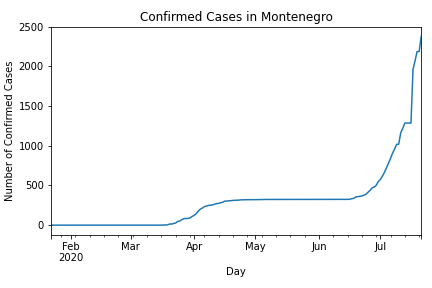 Confirmed Cases in Montenegro
Number of Confirmed Cases
2500
2000
1500
1000
500
0
Feb Mar Apr May Jun Jul
2020
Day